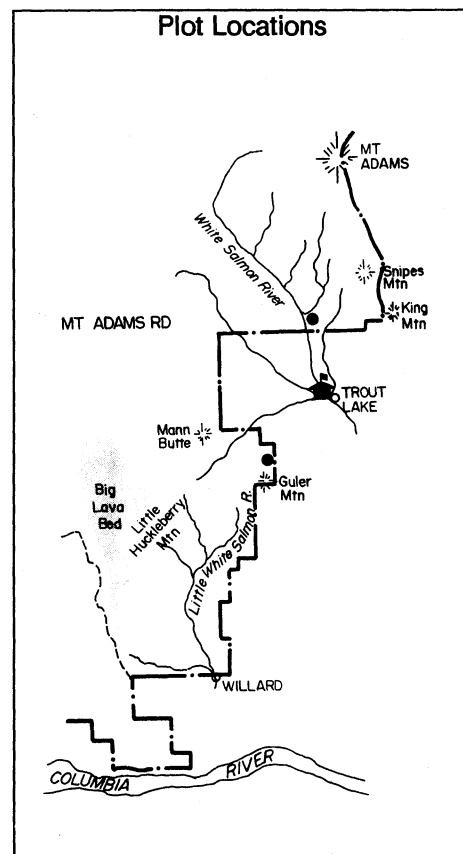 Plot Locations
MT
ADAMS
White Salmon River
Snipes
Mtn
King
Mtn
MT ADAMS RD
TROUT
LAKE
Mann
Butte
Big
Lava
Bed
Guler
Mtn
Little
Huckleberry
Mtn
Little White Salmon R.
WILLARD
COLUMBIA RIVER